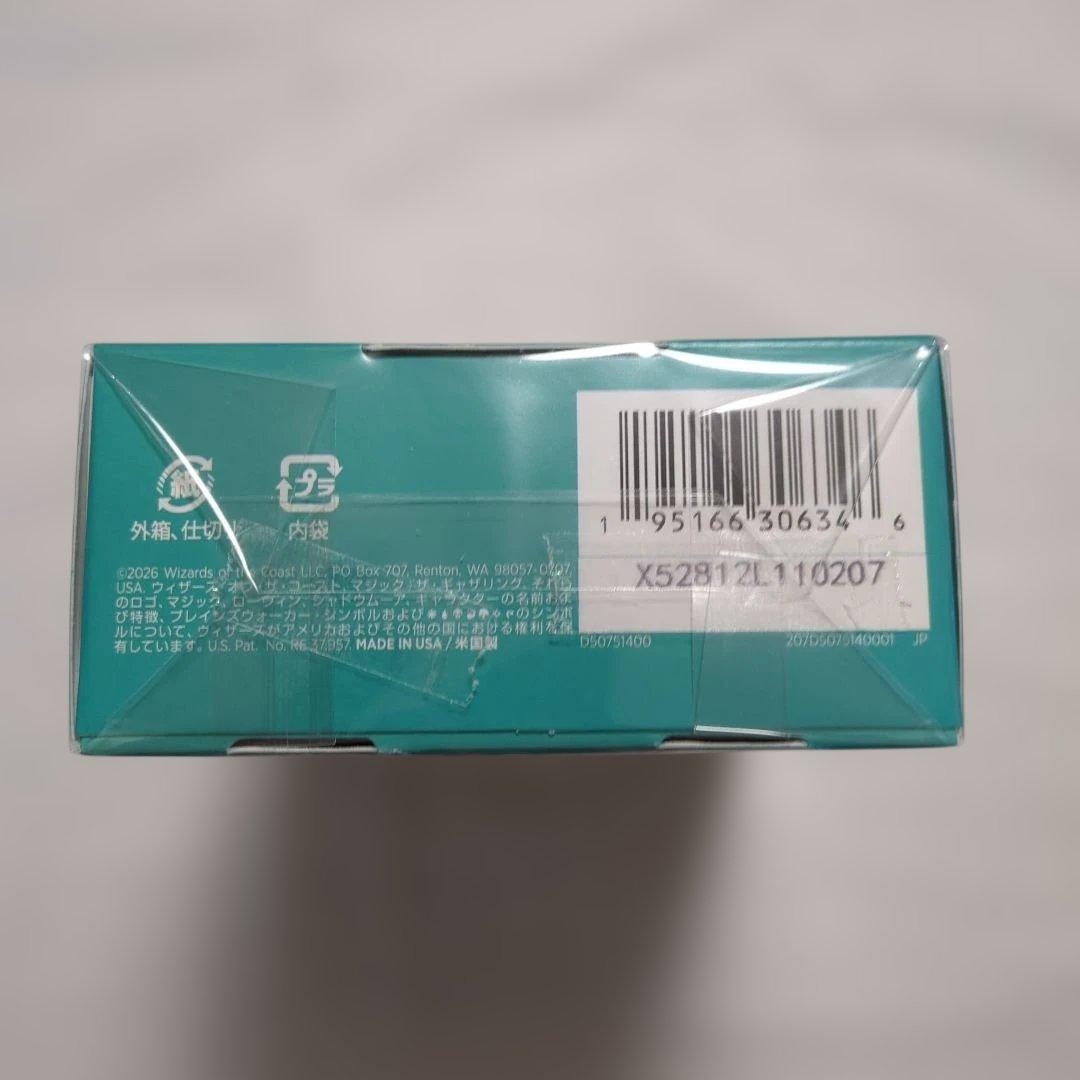 紙
プラ
外箱、仕切り
内袋
©2026 Wizards of the Coast LLC, PO Box 707, Renton, WA 98057-0707,
USA. ウィザーズ・オブ・ザ・コースト、マジック:ザ・ギャザリング、それら
のロゴ、マジック、ローウィン、シャドウムーア、キャラクターの名前およ
び特徴、プレインズウォーカー・シンボルおよびのシンボ
ルについて、ウィザーズがアメリカおよびその他の国における権利を保
有しています。U.S. Pat. No. RE 37,957. MADE IN USA / 米国製
1 95166 30634 6
X52812L110207
D50751400
207D5075140001 JP